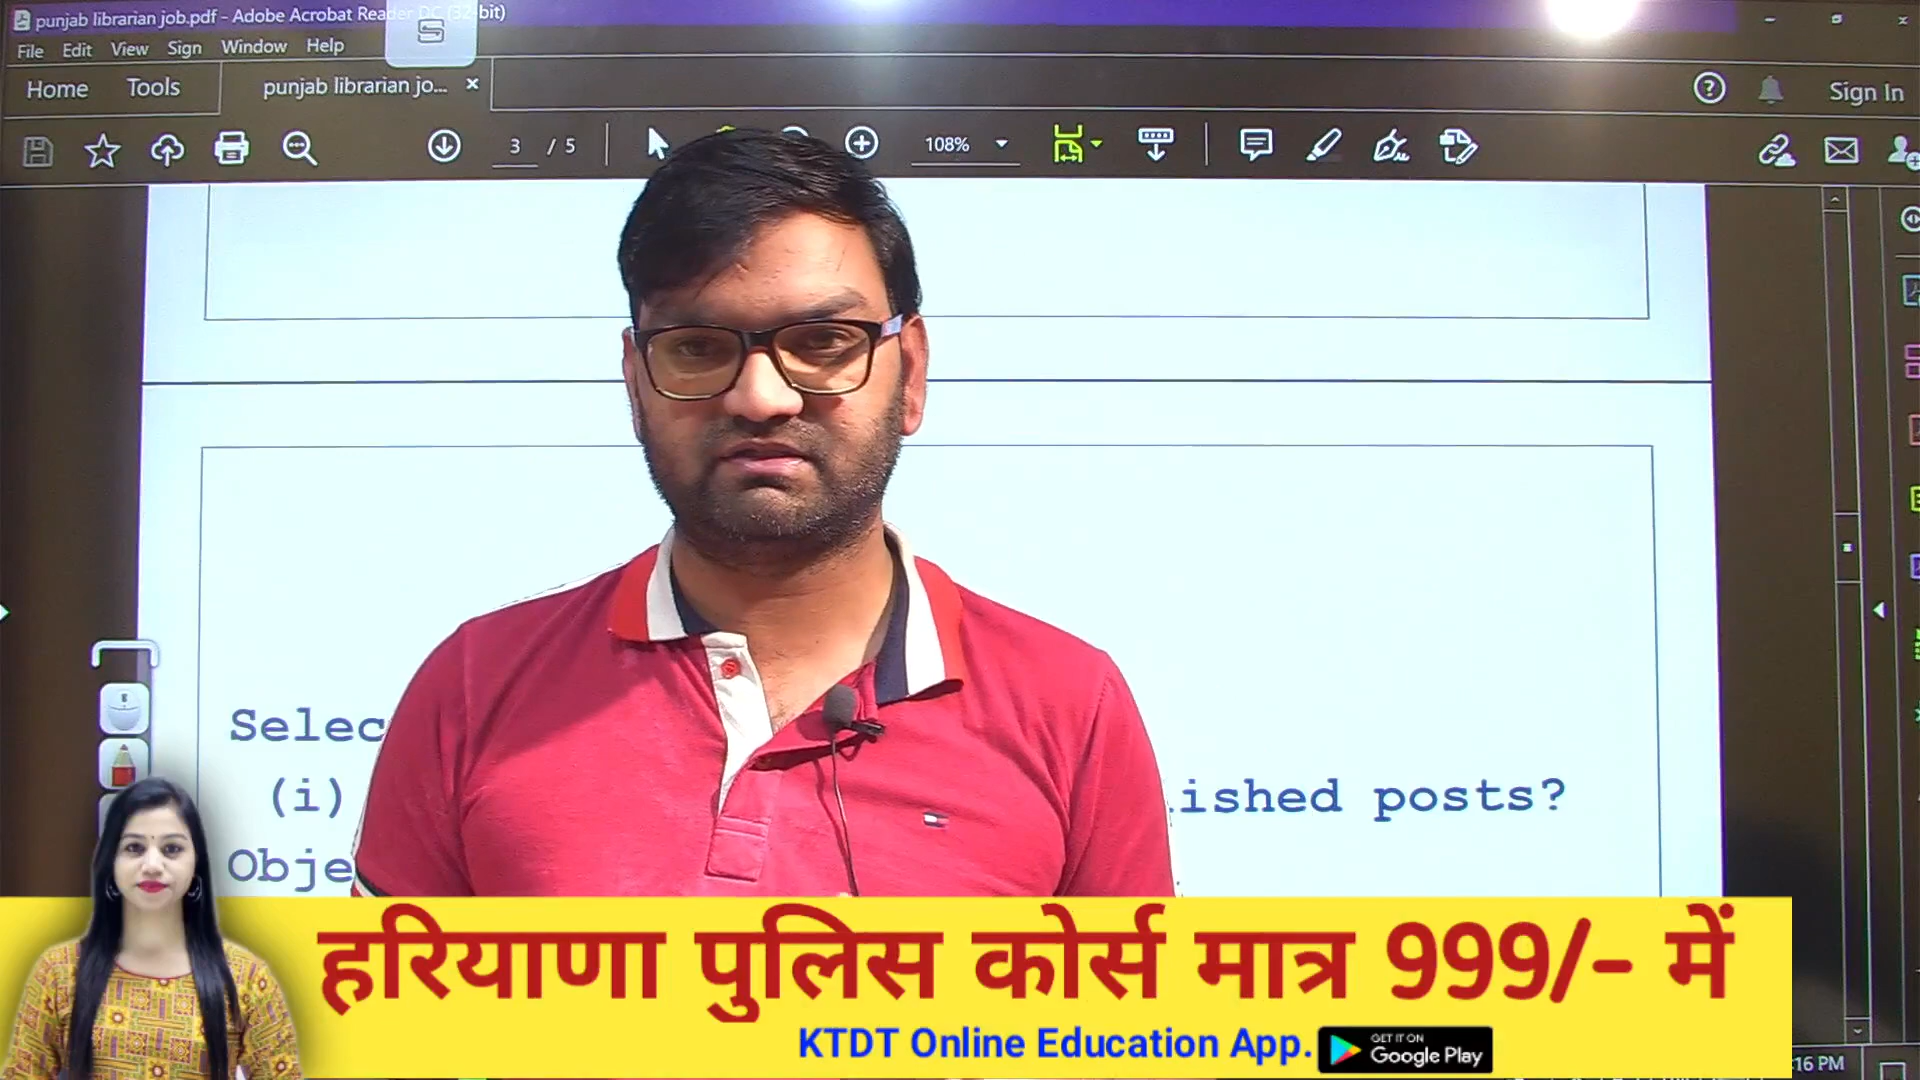 punjab librarian job.pdf - Adobe Acrobat Reader DC (32-bit)
File Edit View Sign Window Help
Home Tools punjab librarian jo... × Sign In
3 / 5 108%
Selec
(i) ished posts?
Obje
हरियाणा पुलिस कोर्स मात्र 999/- में
KTDT Online Education App. GET IT ON Google Play
:16 PM